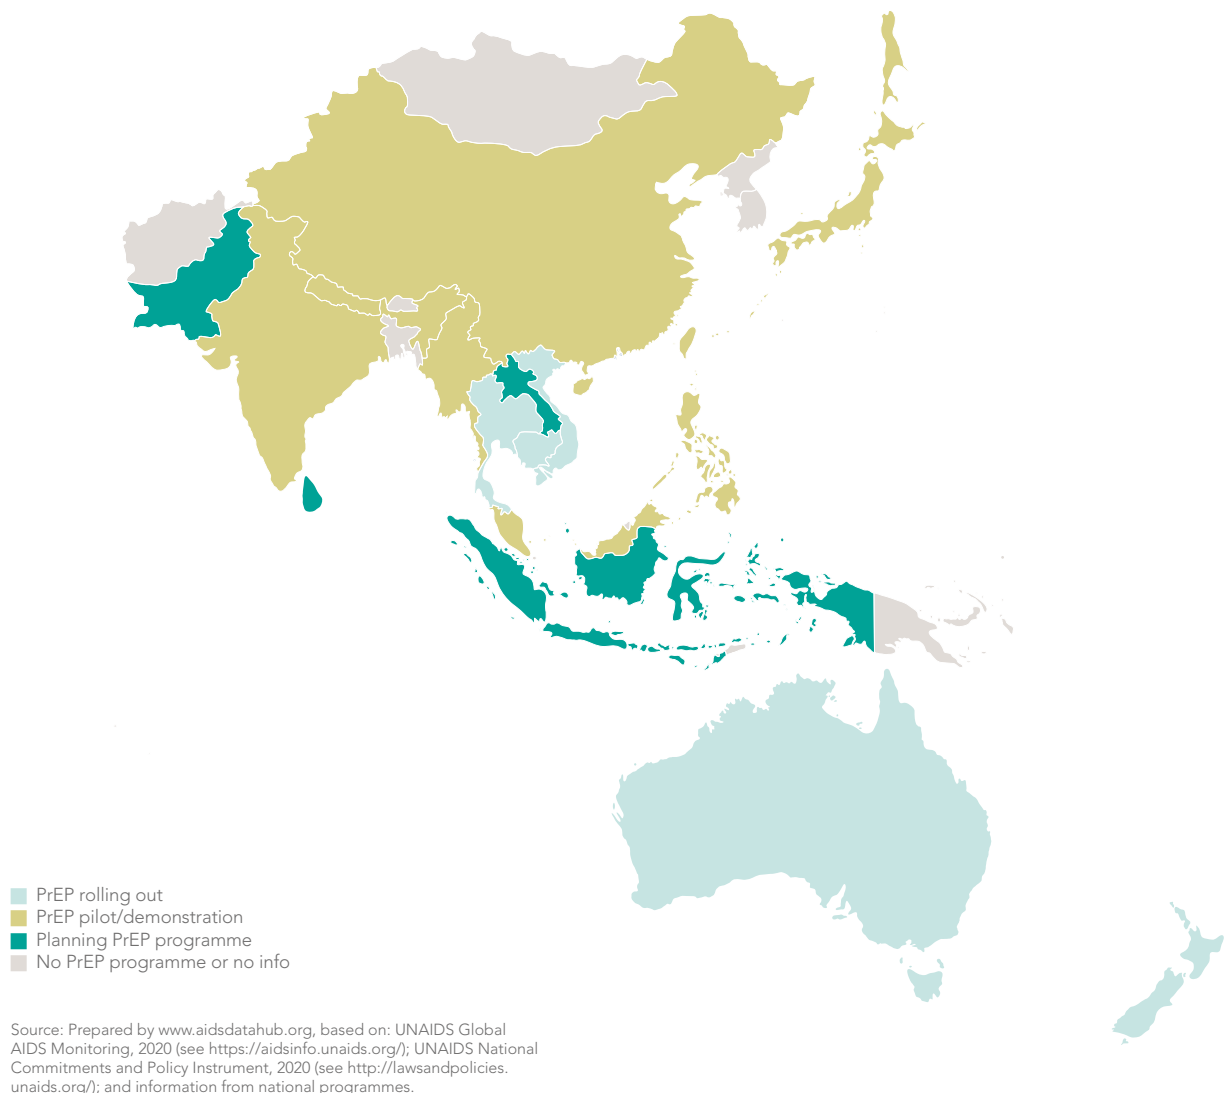 PrEP rolling out
PrEP pilot/demonstration
Planning PrEP programme
No PrEP programme or no info
Source: Prepared by www.aidsdatahub.org, based on: UNAIDS Global
AIDS Monitoring, 2020 (see https://aidsinfo.unaids.org/); UNAIDS National
Commitments and Policy Instrument, 2020 (see http://lawsandpolicies.
unaids.org/); and information from national programmes.